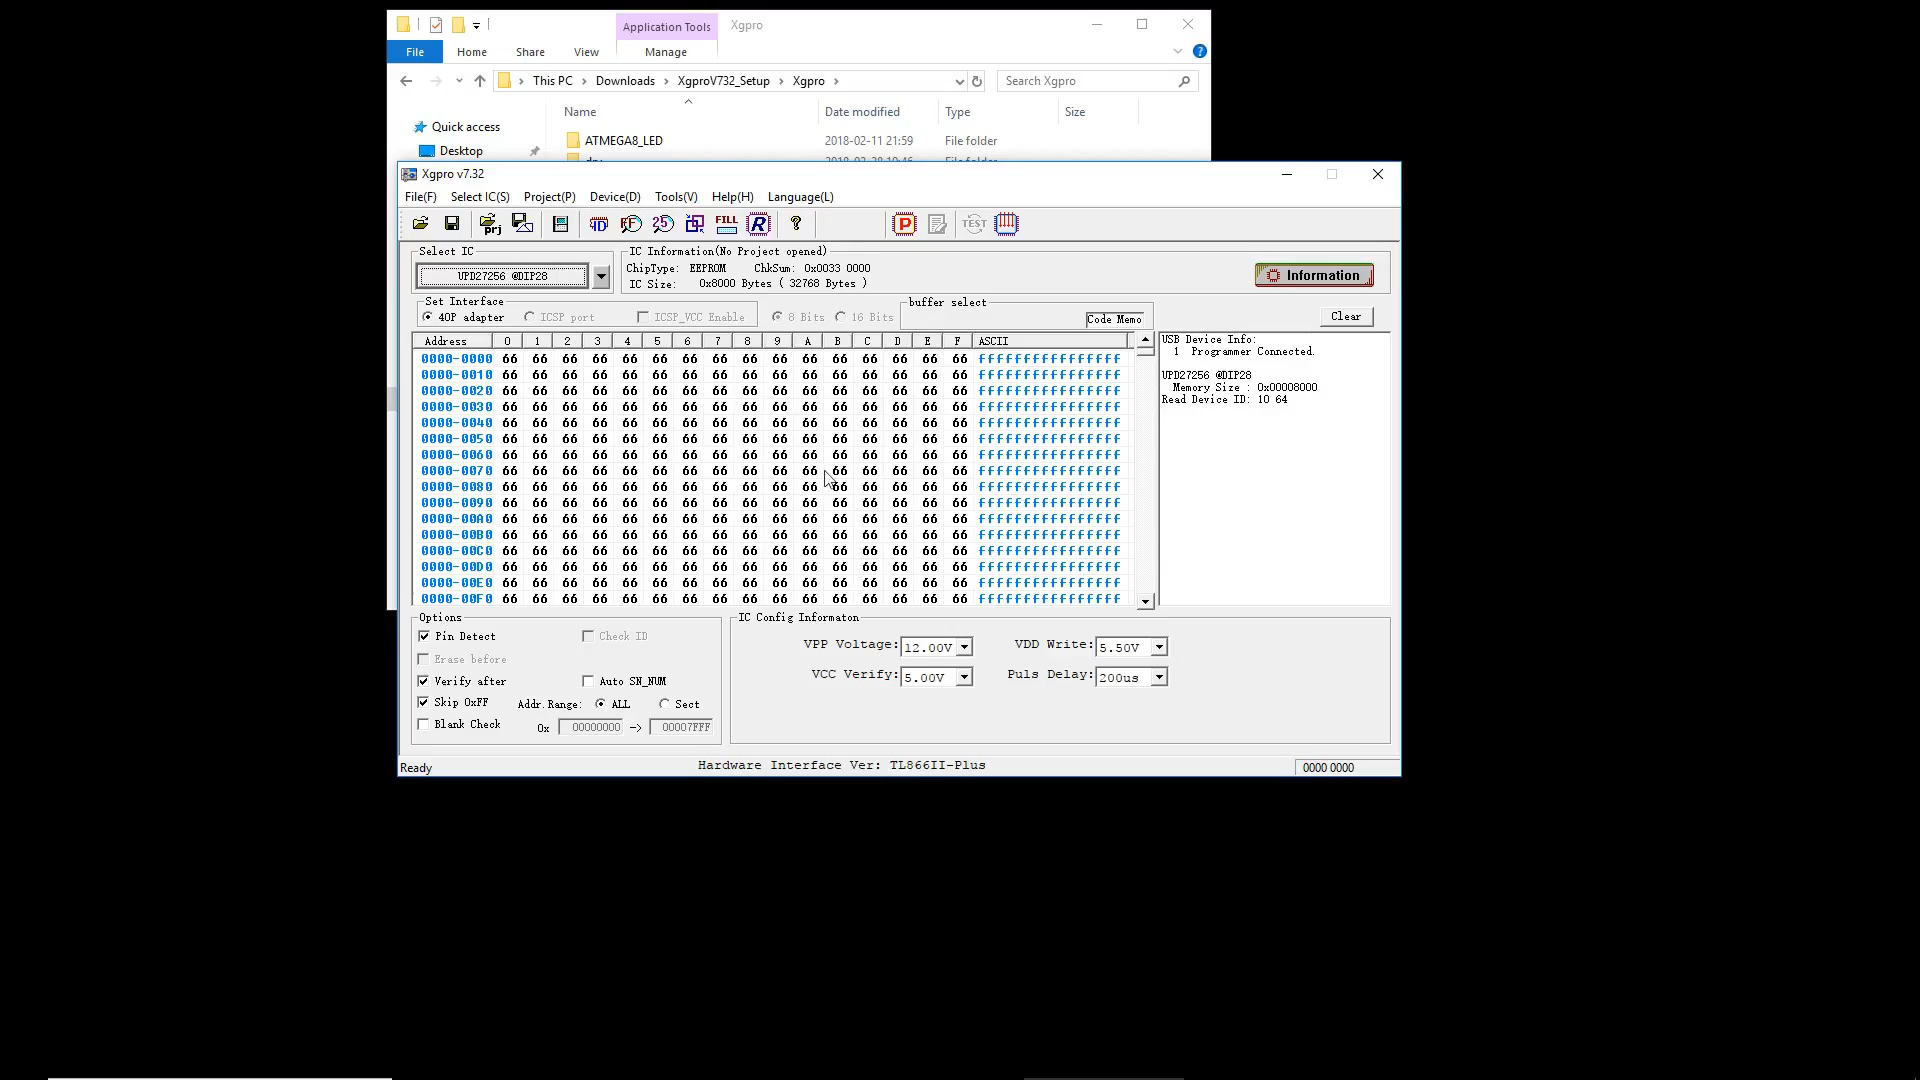 Application Tools Xgpro
File Home Share View Manage
This PC Downloads XgproV732_Setup Xgpro Search Xgpro
Name Date modified Type Size
Quick access
ATMEGA8_LED 2018-02-11 21:59 File folder
Desktop
Xgpro v7.32
File(F) Select IC(S) Project(P) Device(D) Tools(V) Help(H) Language(L)
prj ID FF 25 FILL R ? P TEST
Select IC IC Information(No Project opened)
UPD27256 @DIP28 ChipType: EEPROM ChkSum: 0x0033 0000 Information
IC Size: 0x8000 Bytes ( 32768 Bytes )
Set Interface buffer select
40P adapter ICSP port ICSP_VCC Enable 8 Bits 16 Bits Code Memo Clear
Address 0 1 2 3 4 5 6 7 8 9 A B C D E F ASCII
0000-0000 66 66 66 66 66 66 66 66 66 66 66 66 66 66 66 66 ffffffffffffffff
0000-0010 66 66 66 66 66 66 66 66 66 66 66 66 66 66 66 66 ffffffffffffffff
0000-0020 66 66 66 66 66 66 66 66 66 66 66 66 66 66 66 66 ffffffffffffffff
0000-0030 66 66 66 66 66 66 66 66 66 66 66 66 66 66 66 66 ffffffffffffffff
0000-0040 66 66 66 66 66 66 66 66 66 66 66 66 66 66 66 66 ffffffffffffffff
0000-0050 66 66 66 66 66 66 66 66 66 66 66 66 66 66 66 66 ffffffffffffffff
0000-0060 66 66 66 66 66 66 66 66 66 66 66 66 66 66 66 66 ffffffffffffffff
0000-0070 66 66 66 66 66 66 66 66 66 66 66 66 66 66 66 66 ffffffffffffffff
0000-0080 66 66 66 66 66 66 66 66 66 66 66 66 66 66 66 66 ffffffffffffffff
0000-0090 66 66 66 66 66 66 66 66 66 66 66 66 66 66 66 66 ffffffffffffffff
0000-00A0 66 66 66 66 66 66 66 66 66 66 66 66 66 66 66 66 ffffffffffffffff
0000-00B0 66 66 66 66 66 66 66 66 66 66 66 66 66 66 66 66 ffffffffffffffff
0000-00C0 66 66 66 66 66 66 66 66 66 66 66 66 66 66 66 66 ffffffffffffffff
0000-00D0 66 66 66 66 66 66 66 66 66 66 66 66 66 66 66 66 ffffffffffffffff
0000-00E0 66 66 66 66 66 66 66 66 66 66 66 66 66 66 66 66 ffffffffffffffff
0000-00F0 66 66 66 66 66 66 66 66 66 66 66 66 66 66 66 66 ffffffffffffffff
USB Device Info:
1 Programmer Connected.
UPD27256 @DIP28
Memory Size : 0x00008000
Read Device ID: 10 64
Options
Pin Detect Check ID
Erase before
Verify after Auto SN_NUM
Skip 0xFF Addr.Range: ALL Sect
Blank Check 0x 00000000 -> 00007FFF
IC Config Informaton
VPP Voltage: 12.00V VDD Write: 5.50V
VCC Verify: 5.00V Puls Delay: 200us
Ready Hardware Interface Ver: TL866II-Plus 0000 0000